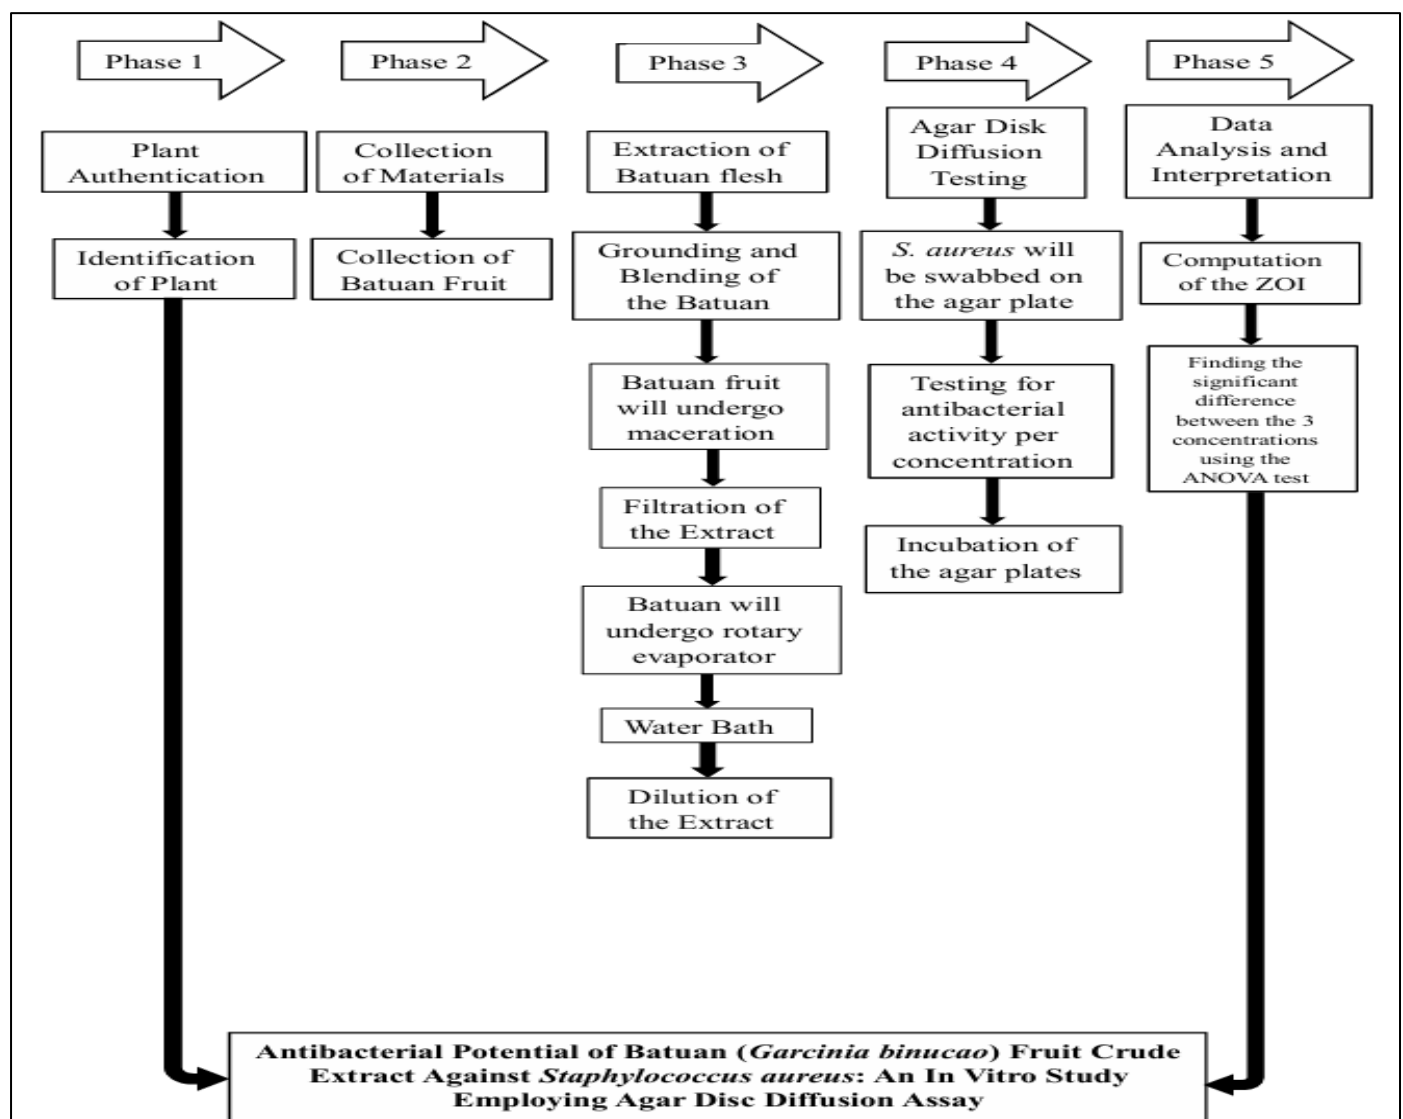 Phase 1
Phase 2
Phase 3
Phase 4
Phase 5
Plant
Authentication
Identification
of Plant
Collection
of Materials
Collection of
Batuan Fruit
Extraction of
Batuan flesh
Grounding and
Blending of
the Batuan
Batuan fruit
will undergo
maceration
Filtration of
the Extract
Batuan will
undergo rotary
evaporator
Water Bath
Dilution of
the Extract
Agar Disk
Diffusion
Testing
S. aureus will
be swabbed on
the agar plate
Testing for
antibacterial
activity per
concentration
Incubation of
the agar plates
Data
Analysis and
Interpretation
Computation
of the ZOI
Finding the
significant
difference
between the 3
concentrations
using the
ANOVA test
Antibacterial Potential of Batuan (Garcinia binucao) Fruit Crude
Extract Against Staphylococcus aureus: An In Vitro Study
Employing Agar Disc Diffusion Assay